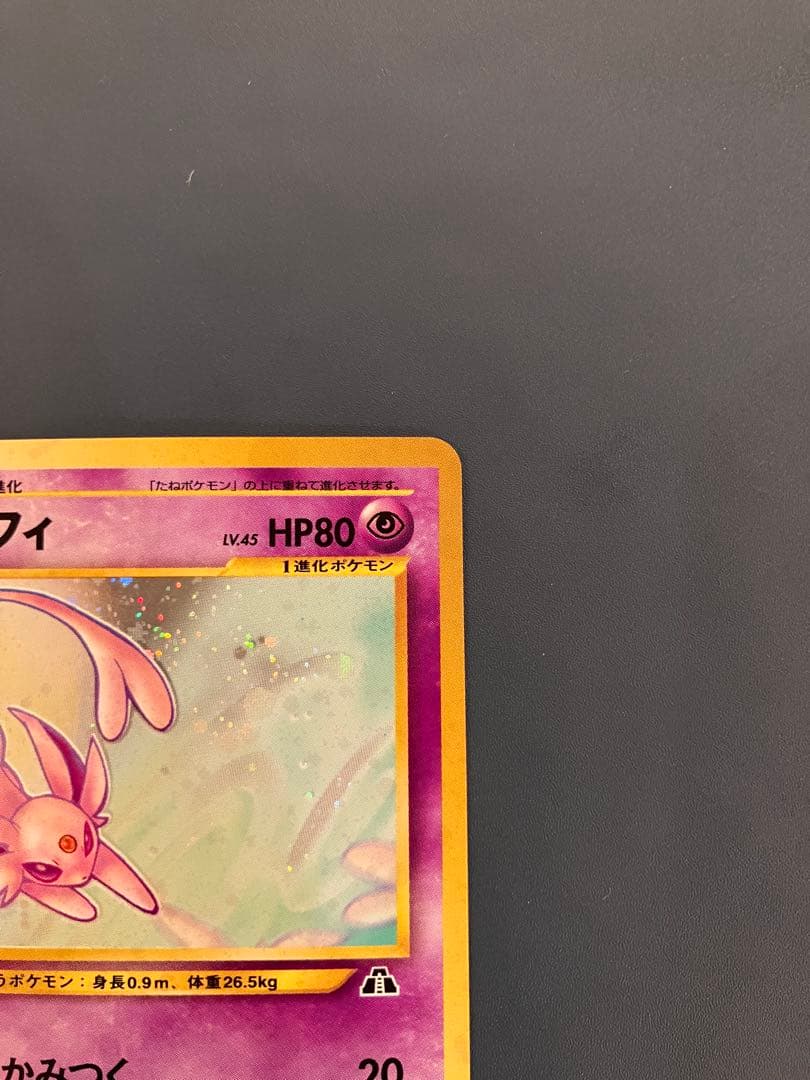 進化 「たねポケモン」の上に重ねて進化させます。
フィ LV.45 HP80
1進化ポケモン
うポケモン：身長0.9m、体重26.5kg
かみつく 20